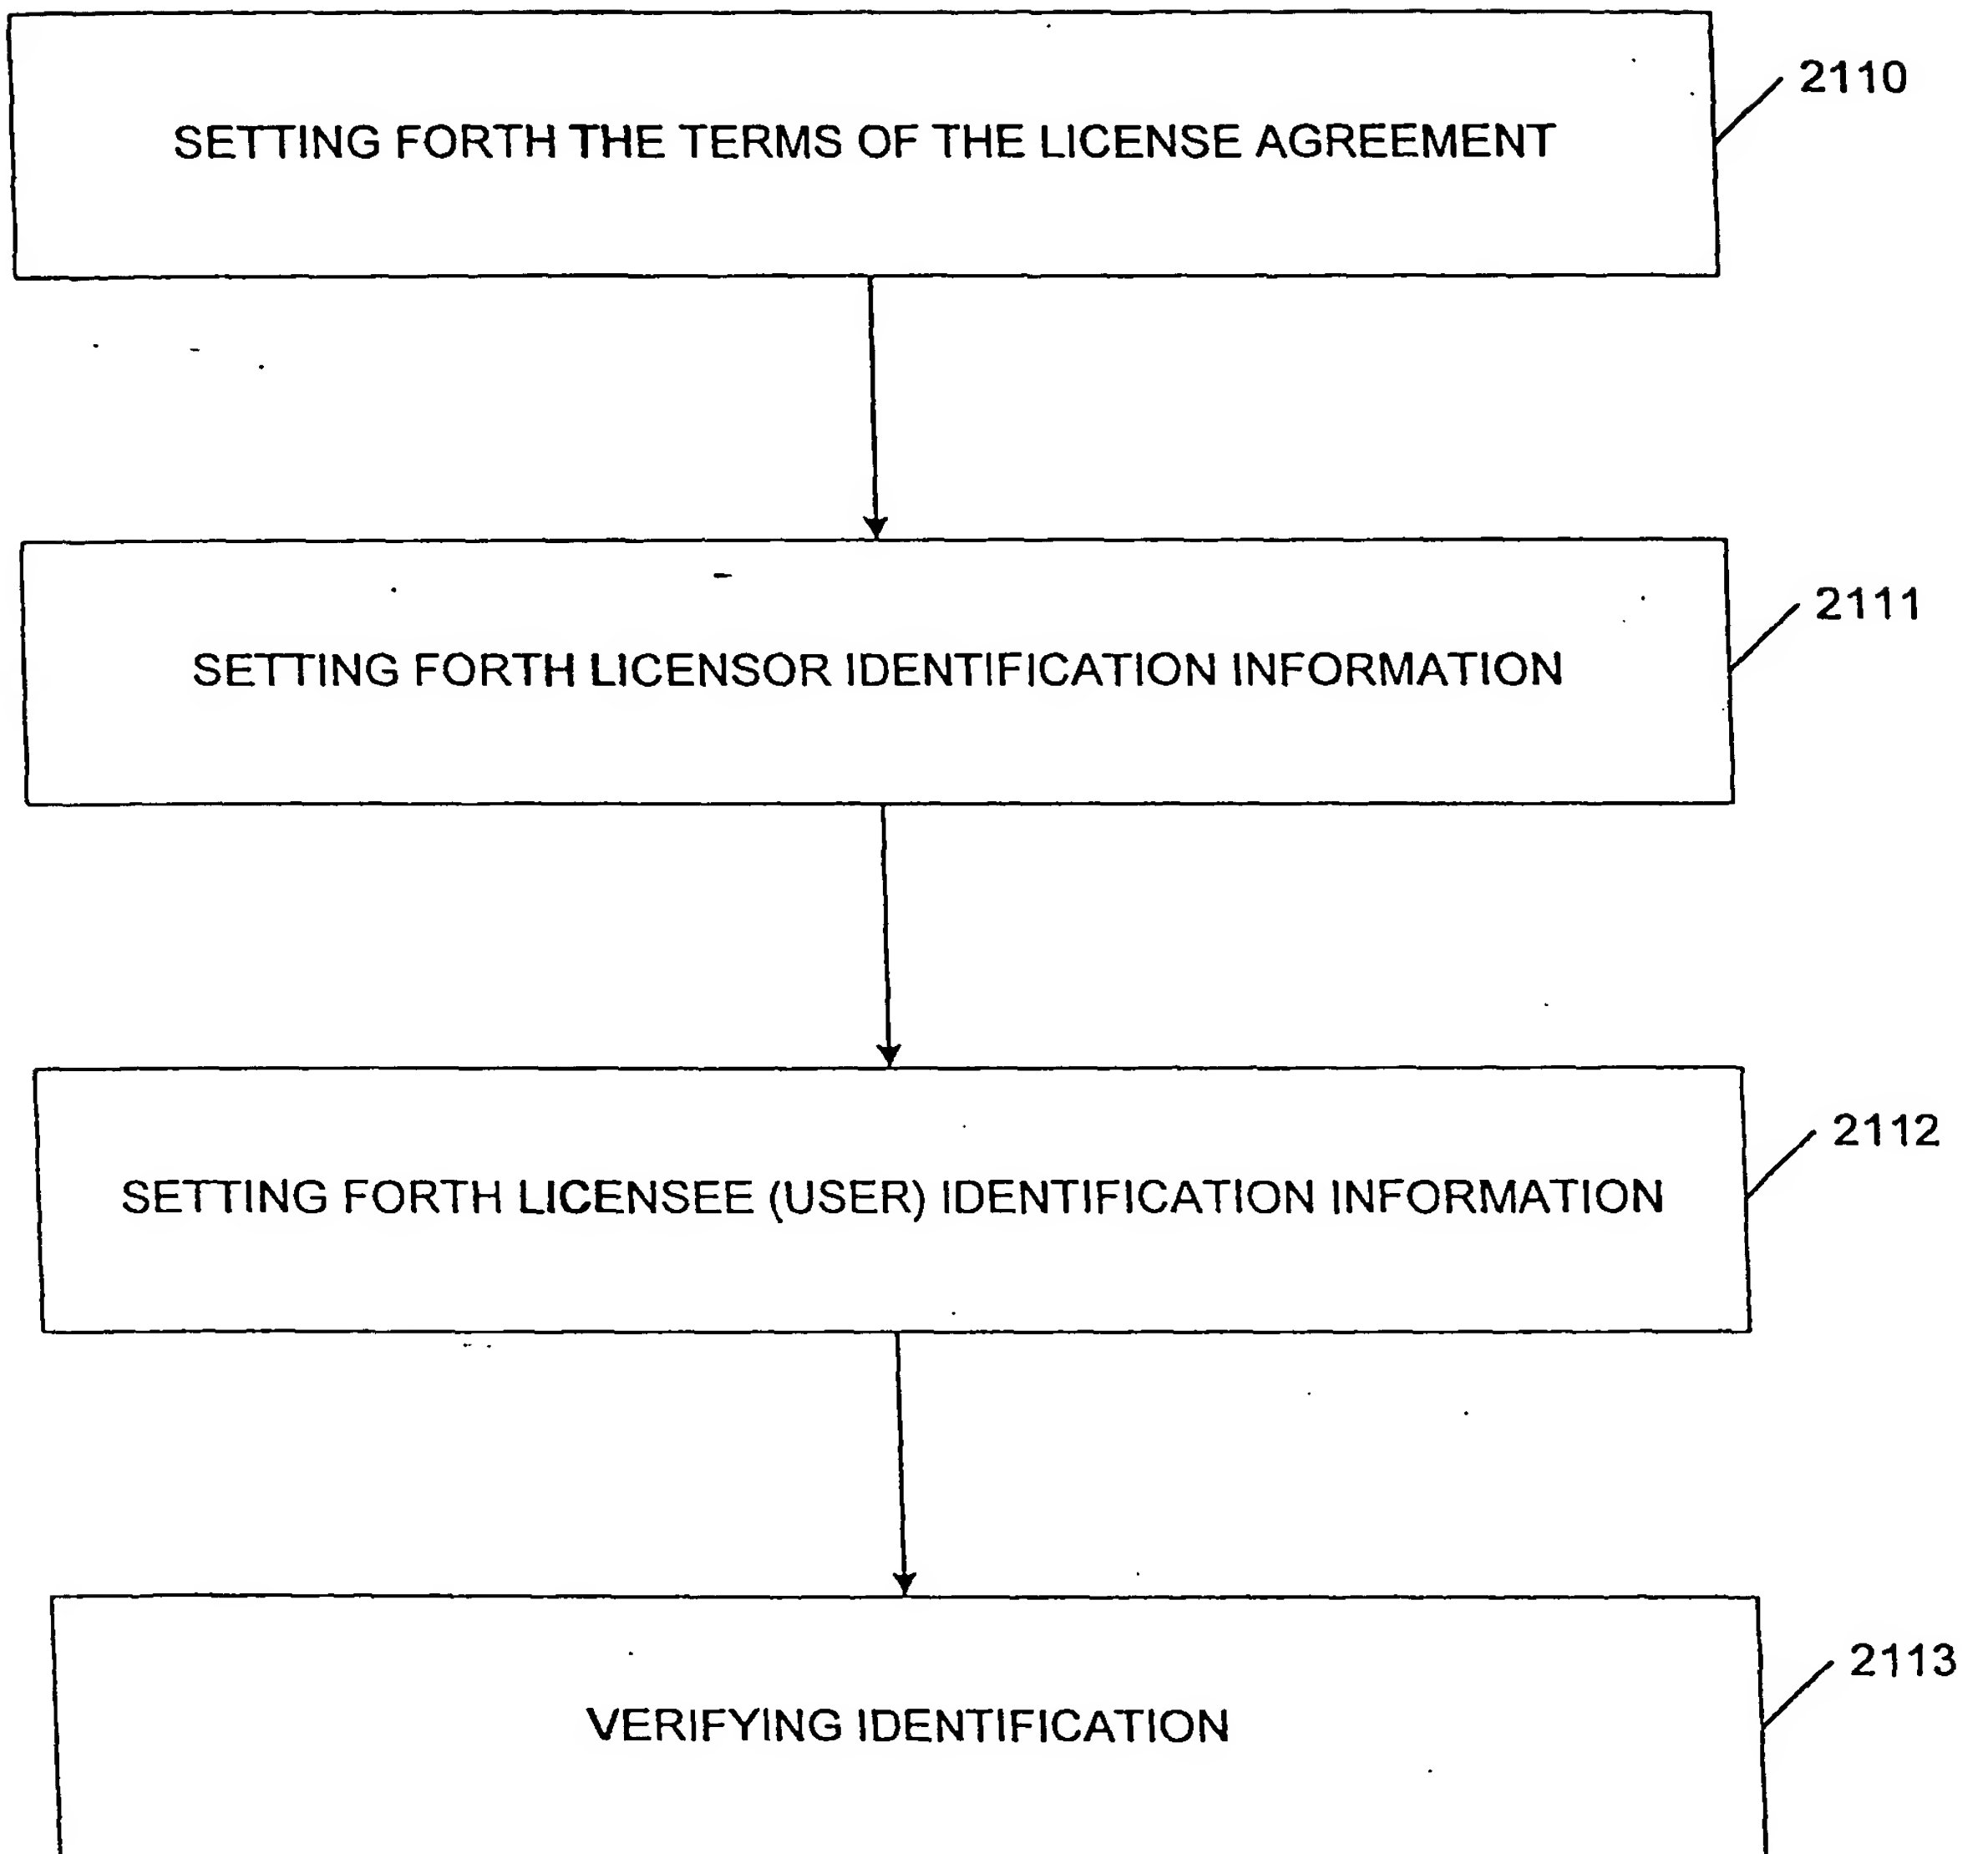 2110
SETTING FORTH THE TERMS OF THE LICENSE AGREEMENT
2111
SETTING FORTH LICENSOR IDENTIFICATION INFORMATION
2112
SETTING FORTH LICENSEE (USER) IDENTIFICATION INFORMATION
2113
VERIFYING IDENTIFICATION